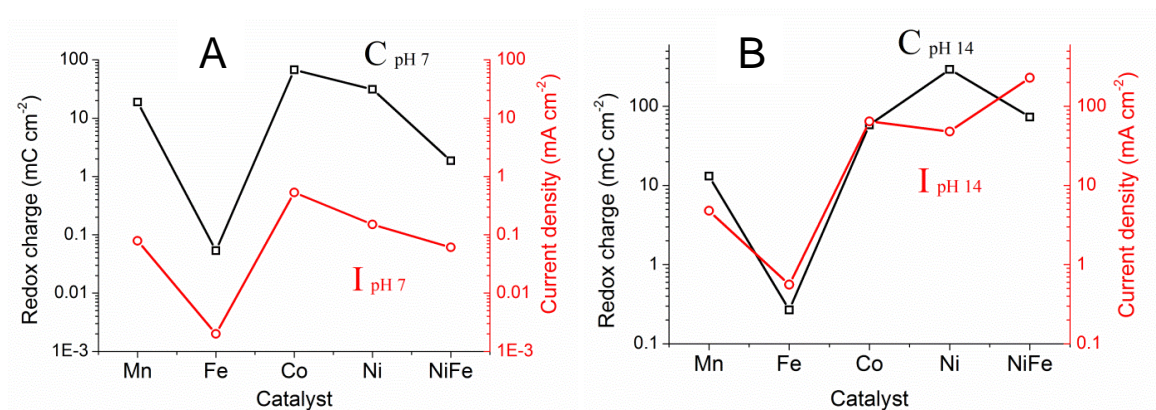 A
C pH 7
100
10
1
0.1
0.01
1E-3
Redox charge (mC cm-2)
100
10
1
0.1
0.01
1E-3
Current density (mA cm-2)
I pH 7
Mn Fe Co Ni NiFe
Catalyst
B
C pH 14
100
10
1
0.1
Redox charge (mC cm-2)
100
10
1
0.1
Current density (mA cm-2)
I pH 14
Mn Fe Co Ni NiFe
Catalyst